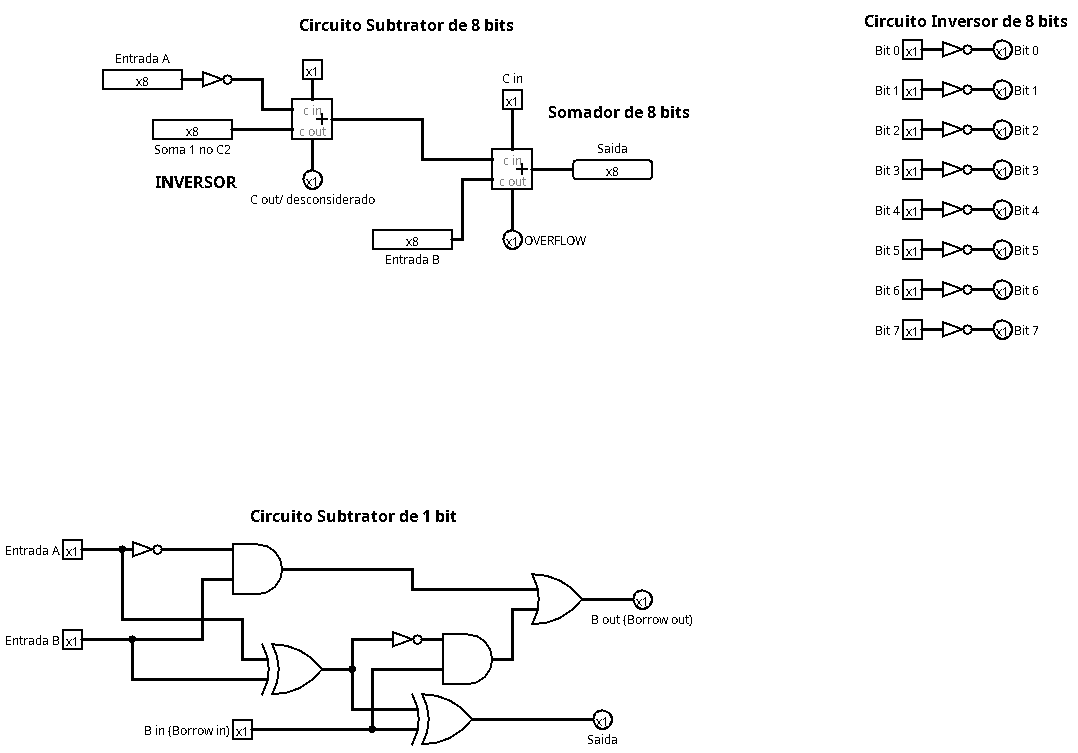 Circuito Subtrator de 8 bits
Entrada A
x8
x1
c in
+
c out
x8
Soma 1 no C2
INVERSOR
x1
C out/ desconsiderado
C in
x1
Somador de 8 bits
c in
+
c out
Saida
x8
x8
Entrada B
x1 OVERFLOW
Circuito Inversor de 8 bits
Bit 0 x1 x1 Bit 0
Bit 1 x1 x1 Bit 1
Bit 2 x1 x1 Bit 2
Bit 3 x1 x1 Bit 3
Bit 4 x1 x1 Bit 4
Bit 5 x1 x1 Bit 5
Bit 6 x1 x1 Bit 6
Bit 7 x1 x1 Bit 7
Circuito Subtrator de 1 bit
Entrada A x1
Entrada B x1
x1
B out (Borrow out)
B in (Borrow in) x1
x1
Saida